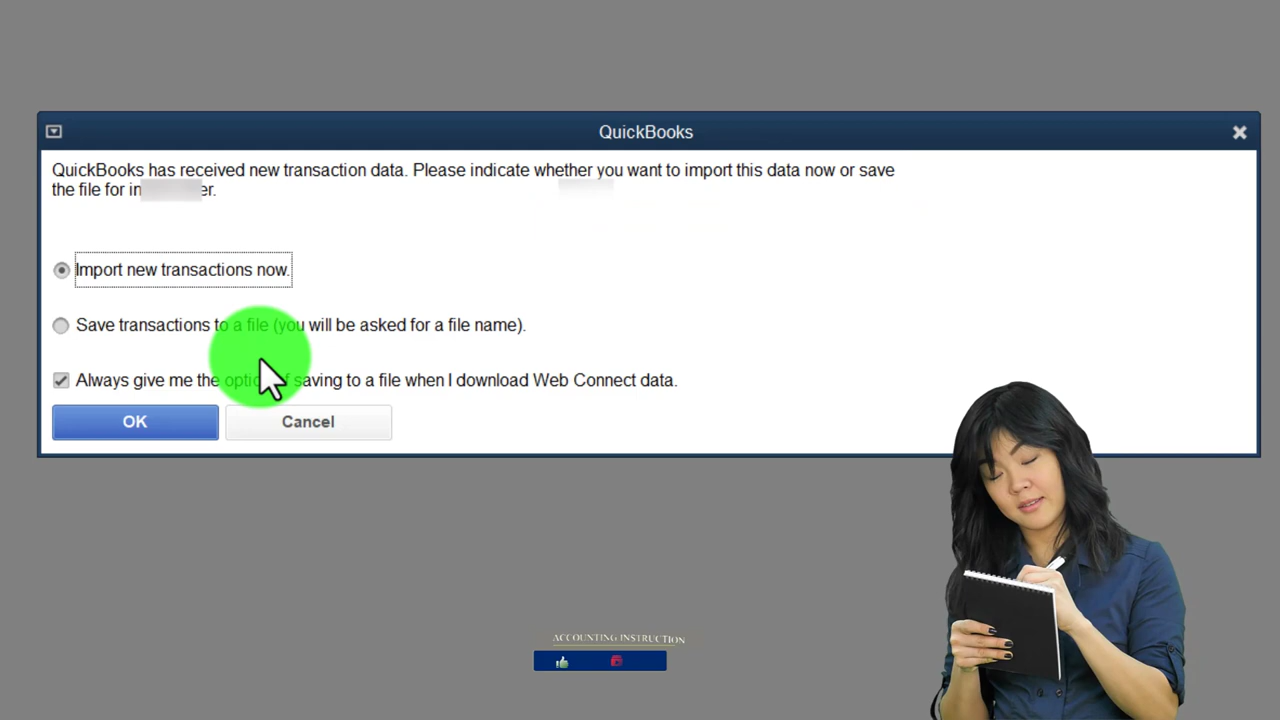 QuickBooks
QuickBooks has received new transaction data. Please indicate whether you want to import this data now or save
the file for
Import new transactions now.
Save transactions to a file (you will be asked for a file name).
Always give me the option of saving to a file when I download Web Connect data.
OK
Cancel
ACCOUNTING INSTRUCTION